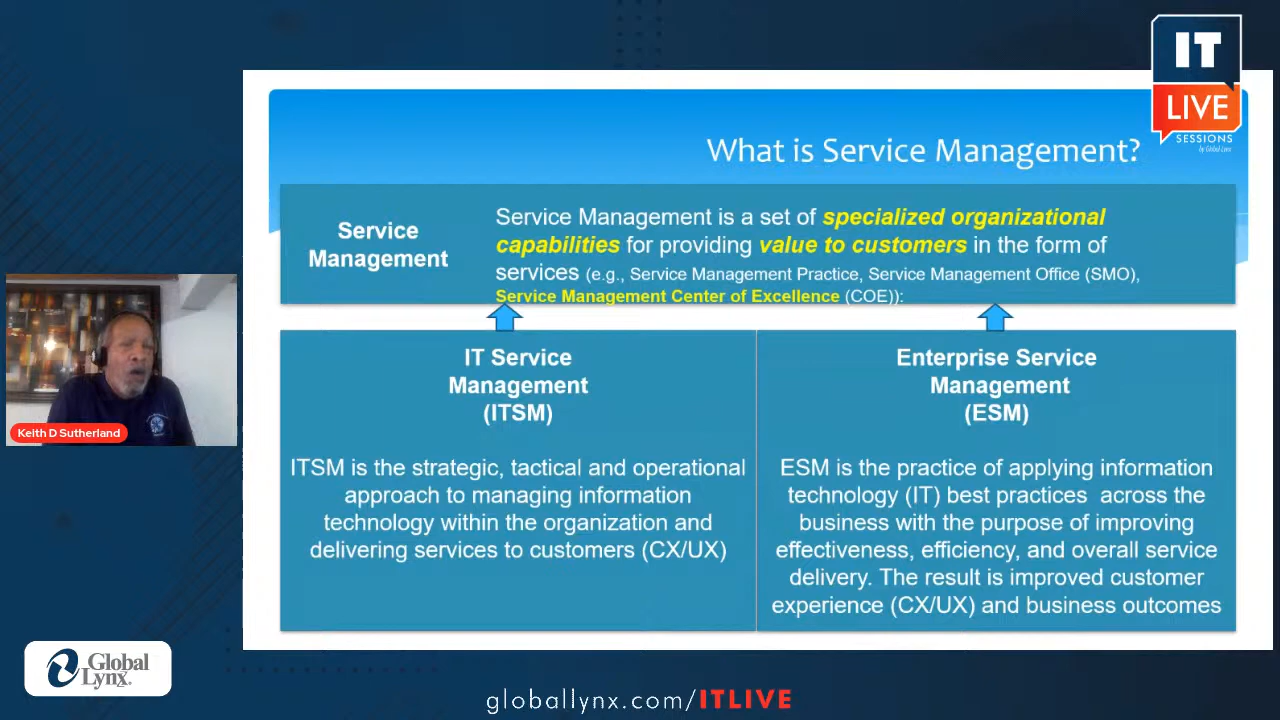 IT
LIVE
SESSIONS
by Global Lynx
What is Service Management?
Service
Management
Service Management is a set of specialized organizational
capabilities for providing value to customers in the form of
services (e.g., Service Management Practice, Service Management Office (SMO),
Service Management Center of Excellence (COE)):
IT Service
Management
(ITSM)
ITSM is the strategic, tactical and operational
approach to managing information
technology within the organization and
delivering services to customers (CX/UX)
Enterprise Service
Management
(ESM)
ESM is the practice of applying information
technology (IT) best practices across the
business with the purpose of improving
effectiveness, efficiency, and overall service
delivery. The result is improved customer
experience (CX/UX) and business outcomes
Keith D Sutherland
Global
Lynx.
globallynx.com/ITLIVE